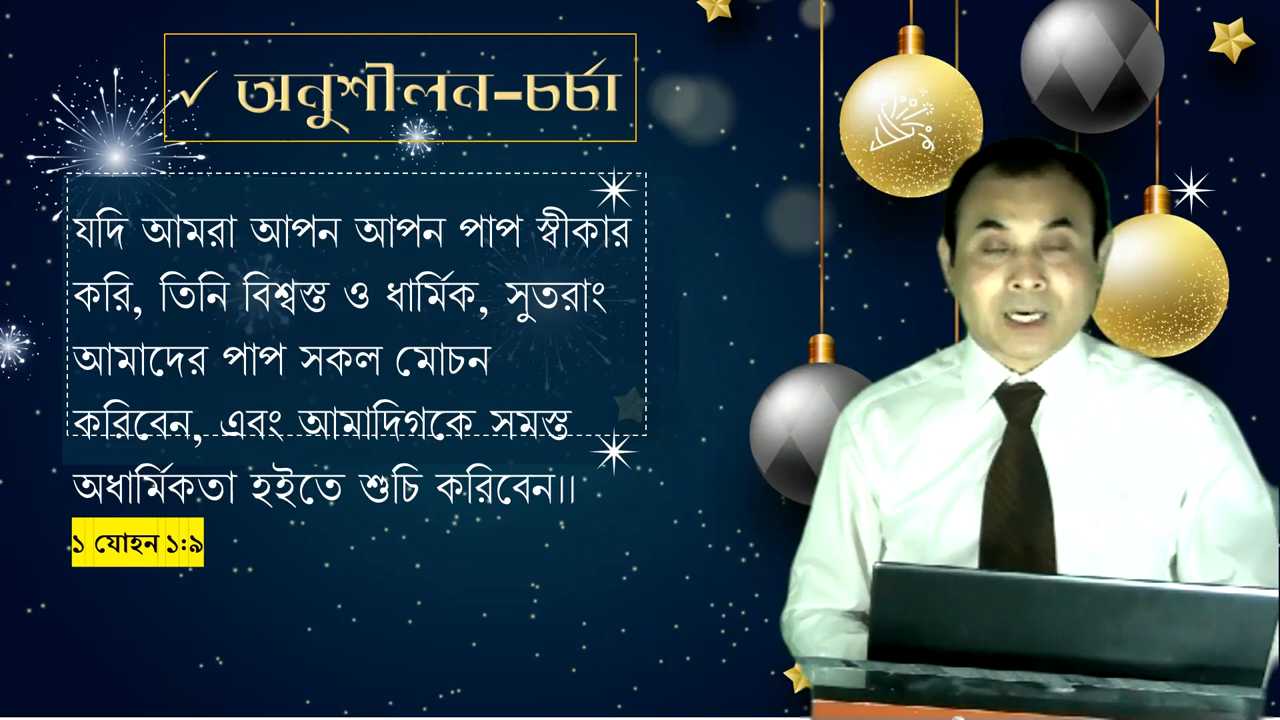 ✓ অনুশীলন-চর্চা
যদি আমরা আপন আপন পাপ স্বীকার
করি, তিনি বিশ্বস্ত ও ধার্মিক, সুতরাং
আমাদের পাপ সকল মোচন
করিবেন, এবং আমাদিগকে সমস্ত
অধার্মিকতা হইতে শুচি করিবেন।।
১ যোহন ১:৯